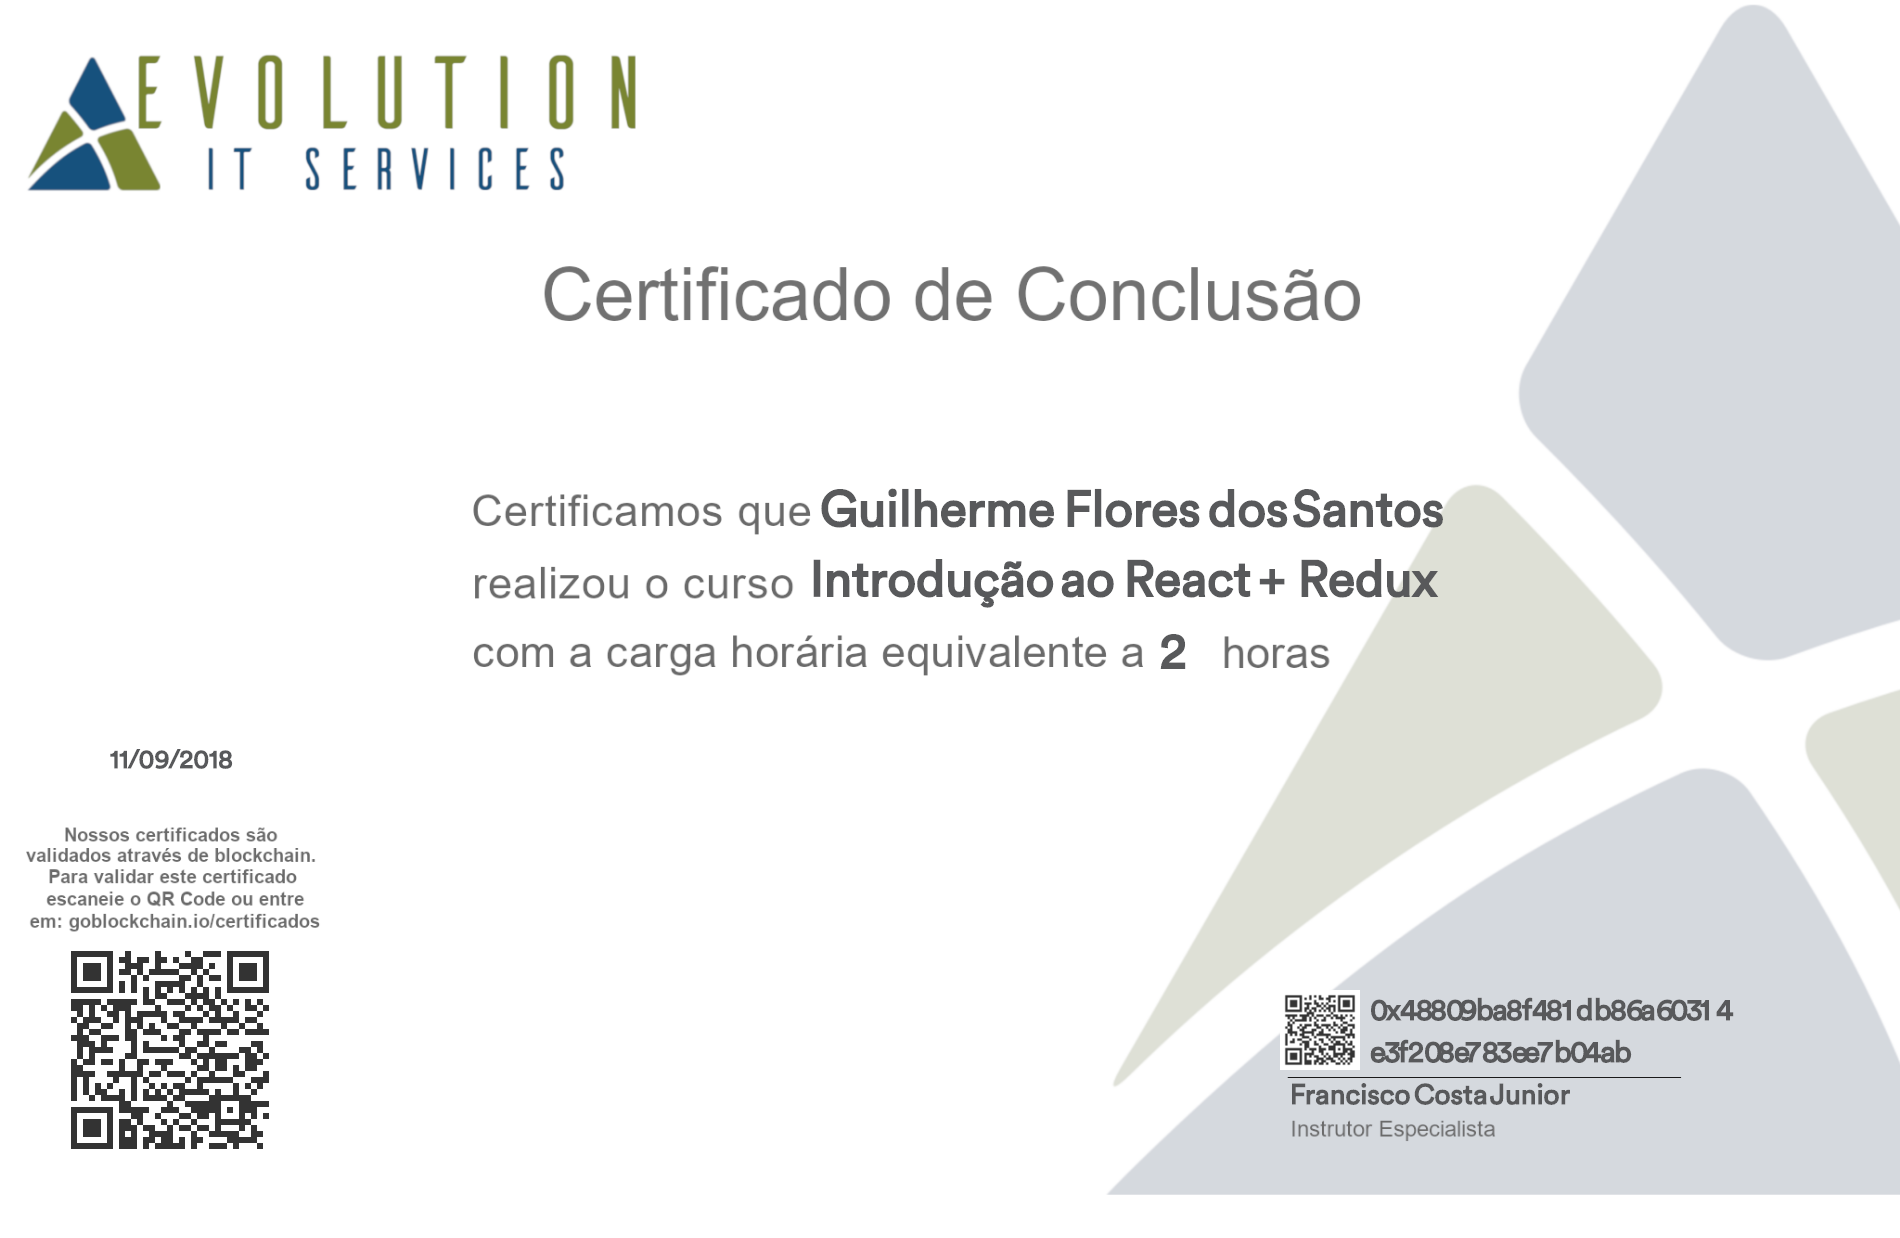 EVOLUTION
IT SERVICES
Certificado de Conclusão
Certificamos que Guilherme Flores dos Santos
realizou o curso Introdução ao React + Redux
com a carga horária equivalente a 2 horas
11/09/2018
Nossos certificados são
validados através de blockchain.
Para validar este certificado
escaneie o QR Code ou entre
em: goblockchain.io/certificados
0x48809ba8f481db86a60314
e3f208e783ee7b04ab
Francisco Costa Junior
Instrutor Especialista